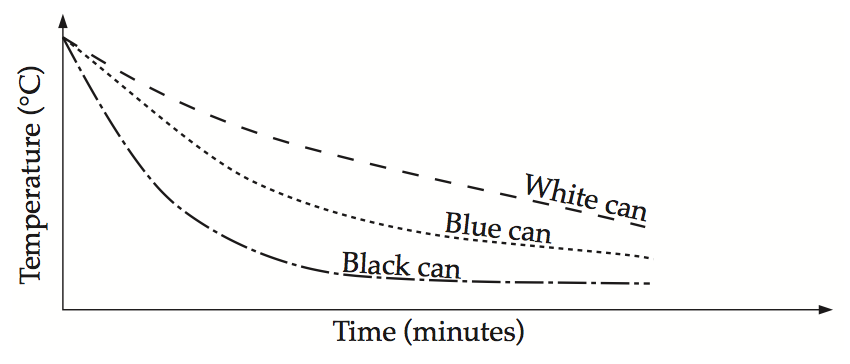 Temperature (°C)
White can
Blue can
Black can
Time (minutes)